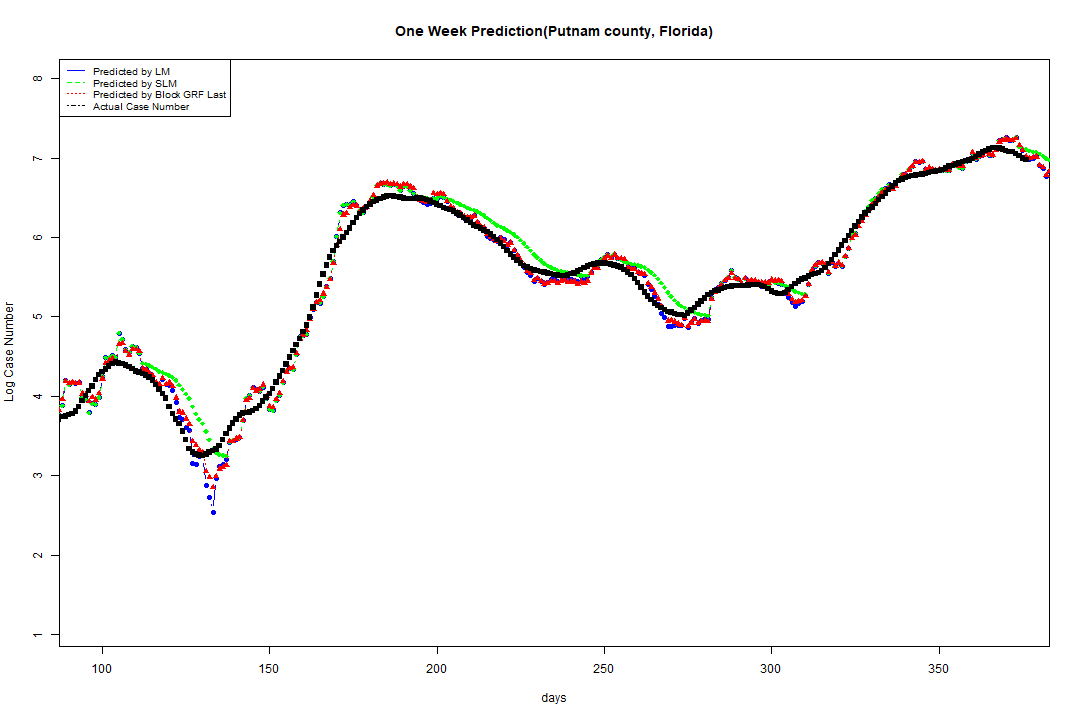 One Week Prediction(Putnam county, Florida)
Predicted by LM
Predicted by SLM
Predicted by Block GRF Last
Actual Case Number
8
7
6
5
4
3
2
1
Log Case Number
100 150 200 250 300 350
days